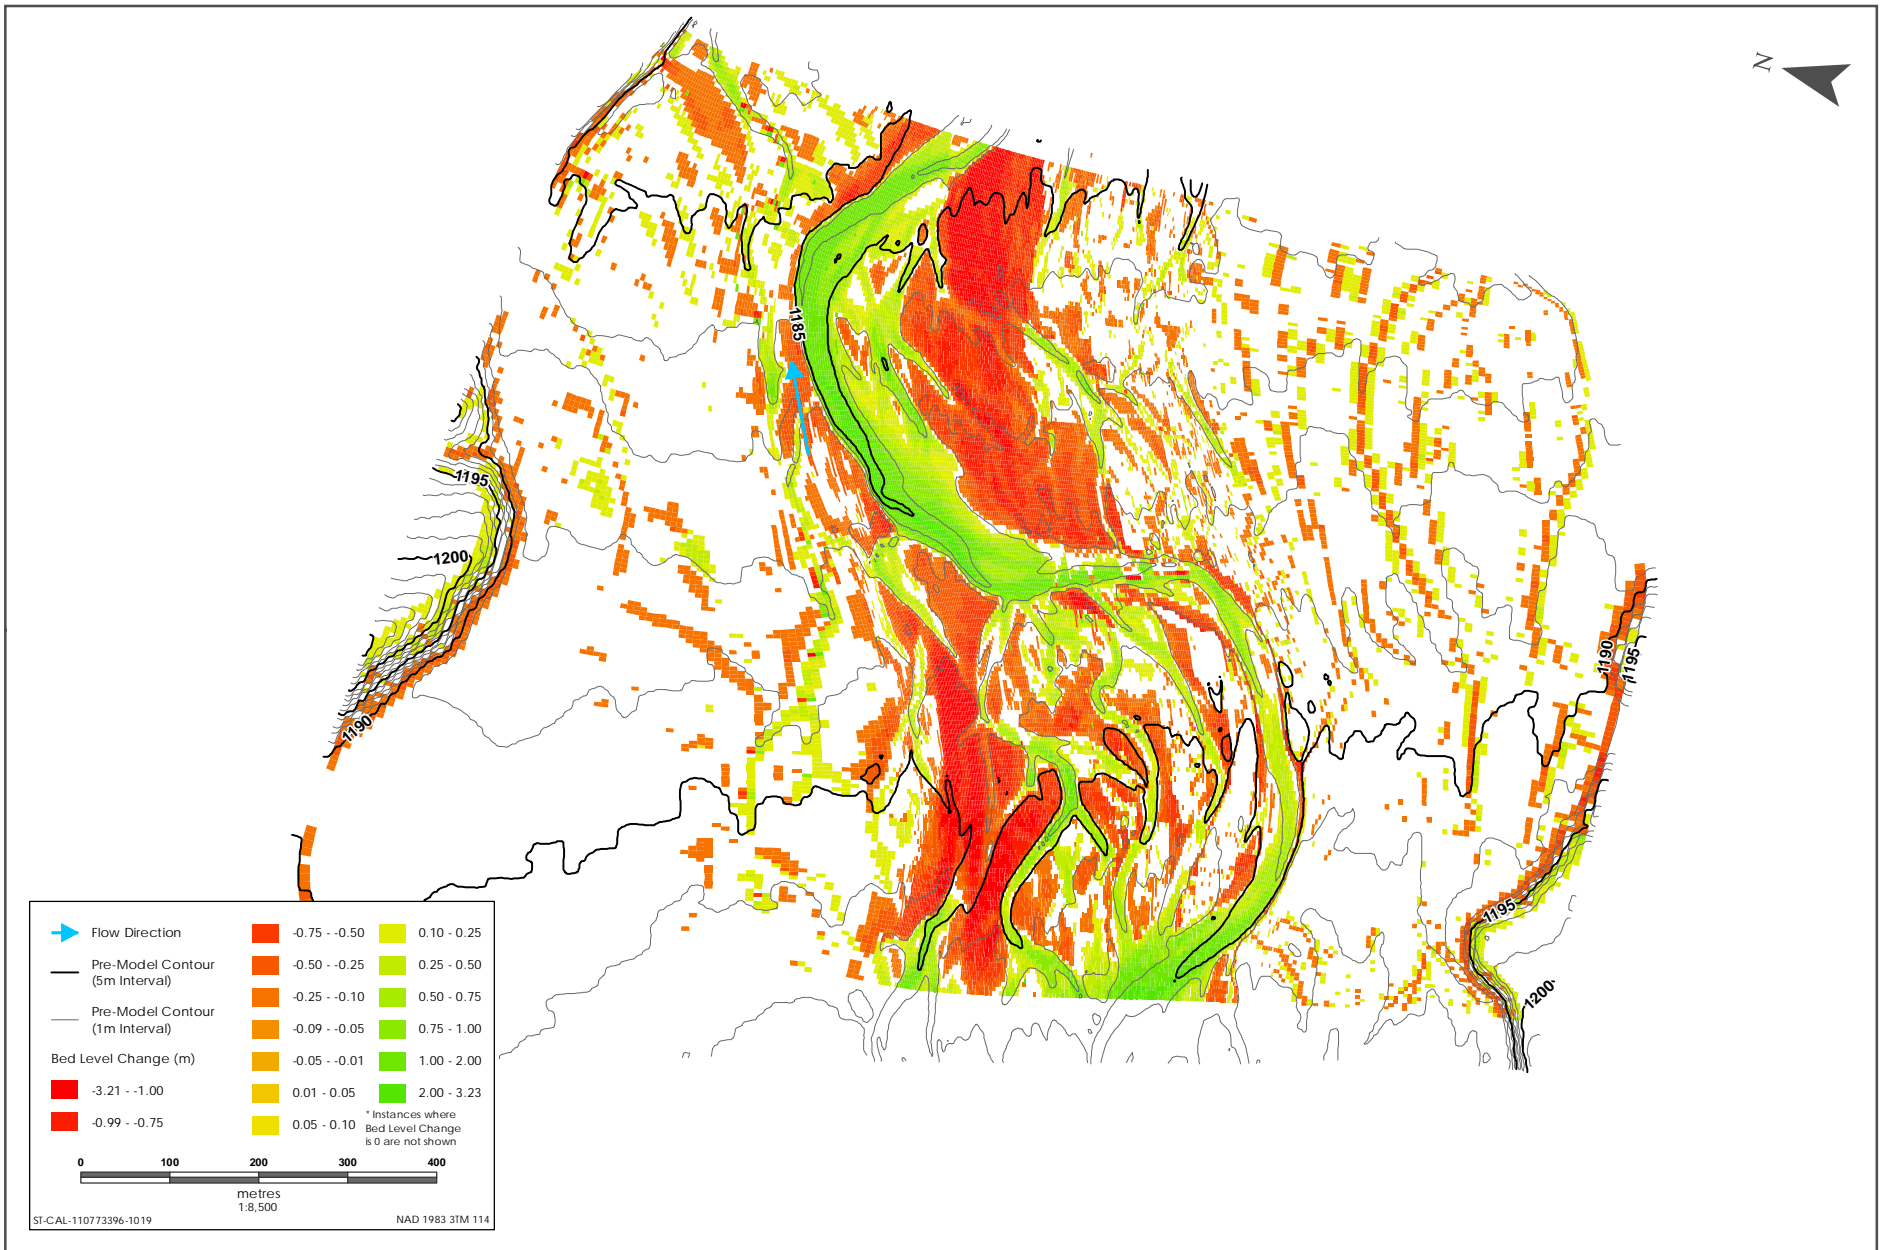 N
1185
1195
1200
1190
1190
1195
1195
1200
Flow Direction
Pre-Model Contour
(5m Interval)
Pre-Model Contour
(1m Interval)
Bed Level Change (m)
-3.21 - -1.00
-0.99 - -0.75
-0.75 - -0.50
-0.50 - -0.25
-0.25 - -0.10
-0.09 - -0.05
-0.05 - -0.01
0.01 - 0.05
0.05 - 0.10
0.10 - 0.25
0.25 - 0.50
0.50 - 0.75
0.75 - 1.00
1.00 - 2.00
2.00 - 3.23
* Instances where
Bed Level Change
is 0 are not shown
0 100 200 300 400
metres
1:8,500
ST-CAL-110773396-1019
NAD 1983 3TM 114